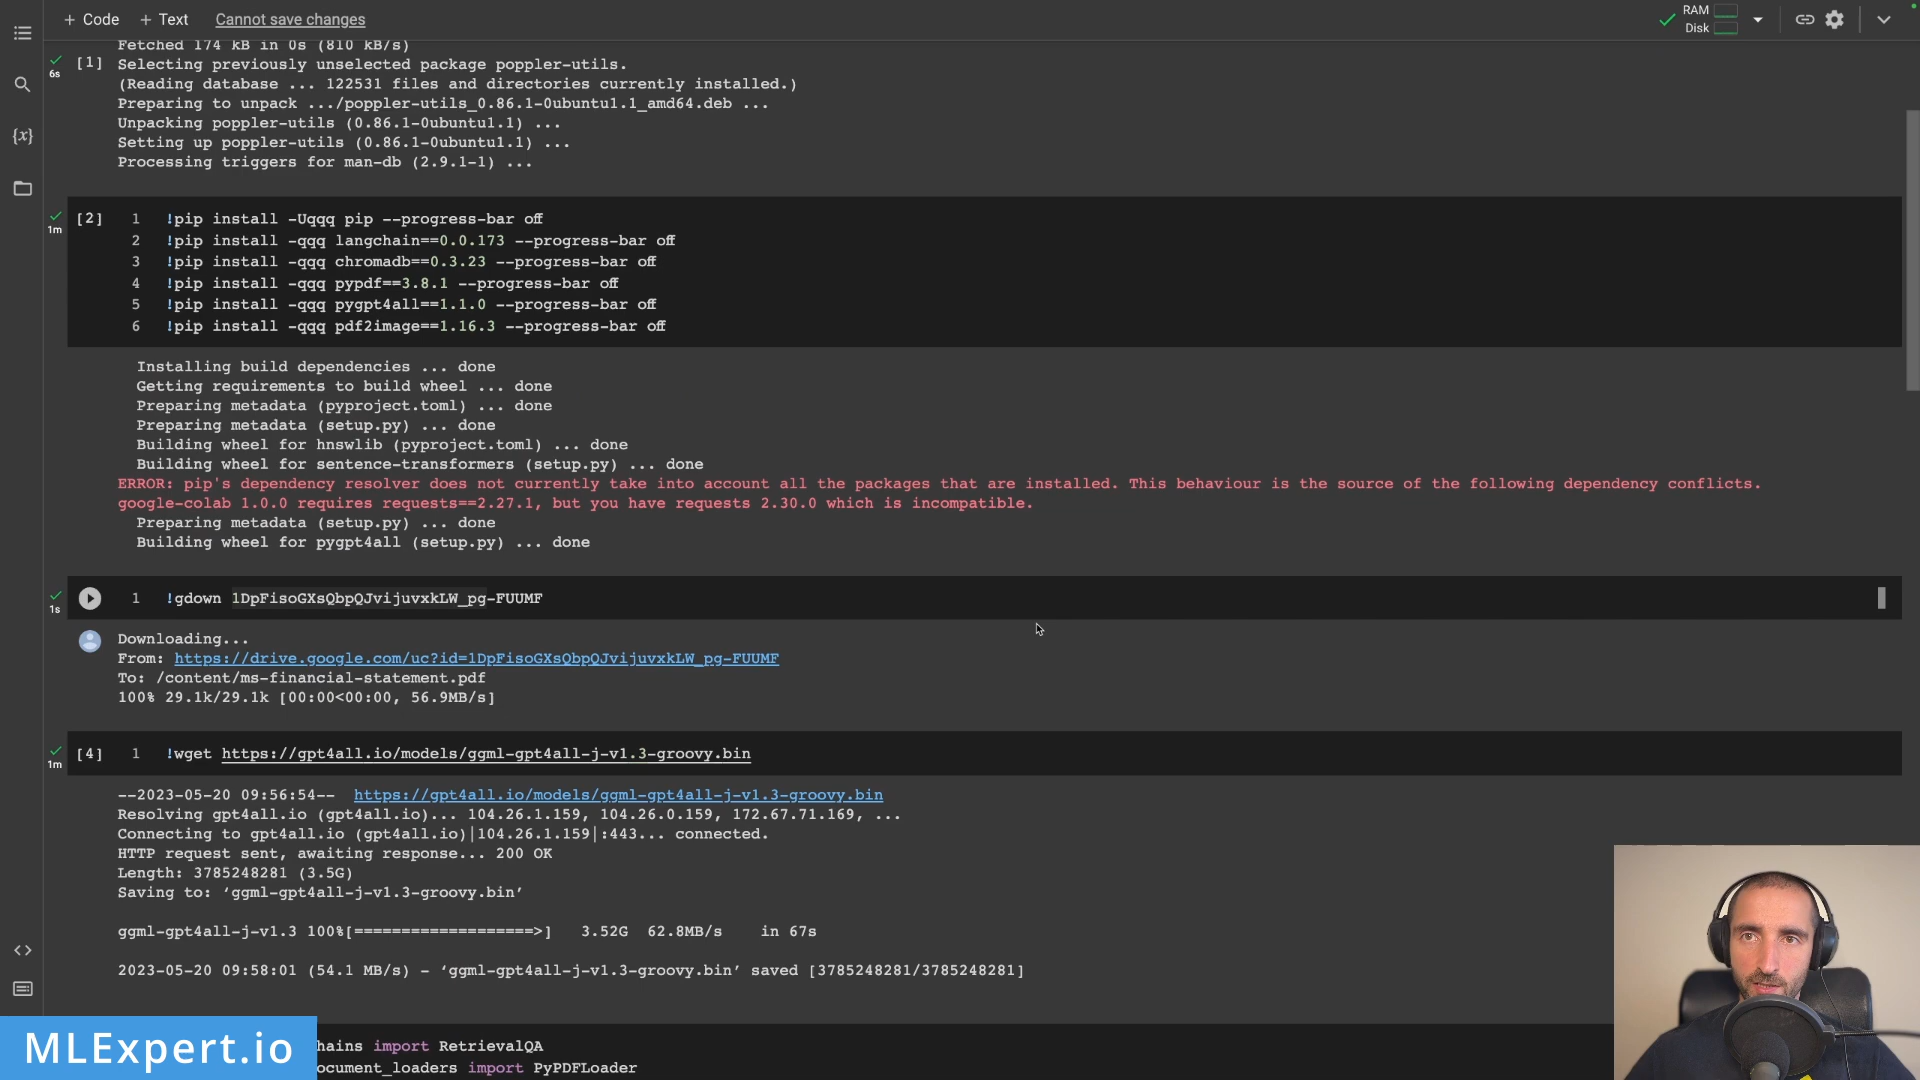 + Code + Text Cannot save changes
RAM
Disk
Fetched 174 kB in 0s (810 kB/s)
[1] Selecting previously unselected package poppler-utils.
6s
(Reading database ... 122531 files and directories currently installed.)
Preparing to unpack .../poppler-utils_0.86.1-0ubuntu1.1_amd64.deb ...
Unpacking poppler-utils (0.86.1-0ubuntu1.1) ...
Setting up poppler-utils (0.86.1-0ubuntu1.1) ...
Processing triggers for man-db (2.9.1-1) ...
[2] 1 !pip install -Uqqq pip --progress-bar off
1m
2 !pip install -qqq langchain==0.0.173 --progress-bar off
3 !pip install -qqq chromadb==0.3.23 --progress-bar off
4 !pip install -qqq pypdf==3.8.1 --progress-bar off
5 !pip install -qqq pygpt4all==1.1.0 --progress-bar off
6 !pip install -qqq pdf2image==1.16.3 --progress-bar off
Installing build dependencies ... done
Getting requirements to build wheel ... done
Preparing metadata (pyproject.toml) ... done
Preparing metadata (setup.py) ... done
Building wheel for hnswlib (pyproject.toml) ... done
Building wheel for sentence-transformers (setup.py) ... done
ERROR: pip's dependency resolver does not currently take into account all the packages that are installed. This behaviour is the source of the following dependency conflicts.
google-colab 1.0.0 requires requests==2.27.1, but you have requests 2.30.0 which is incompatible.
Preparing metadata (setup.py) ... done
Building wheel for pygpt4all (setup.py) ... done
1 !gdown 1DpFisoGXsQbpQJvijuvxkLW_pg-FUUMF
1s
Downloading...
From: https://drive.google.com/uc?id=1DpFisoGXsQbpQJvijuvxkLW_pg-FUUMF
To: /content/ms-financial-statement.pdf
100% 29.1k/29.1k [00:00<00:00, 56.9MB/s]
[4] 1 !wget https://gpt4all.io/models/ggml-gpt4all-j-v1.3-groovy.bin
1m
--2023-05-20 09:56:54-- https://gpt4all.io/models/ggml-gpt4all-j-v1.3-groovy.bin
Resolving gpt4all.io (gpt4all.io)... 104.26.1.159, 104.26.0.159, 172.67.71.169, ...
Connecting to gpt4all.io (gpt4all.io)|104.26.1.159|:443... connected.
HTTP request sent, awaiting response... 200 OK
Length: 3785248281 (3.5G)
Saving to: ‘ggml-gpt4all-j-v1.3-groovy.bin’
ggml-gpt4all-j-v1.3 100%[===================>] 3.52G 62.8MB/s in 67s
2023-05-20 09:58:01 (54.1 MB/s) - ‘ggml-gpt4all-j-v1.3-groovy.bin’ saved [3785248281/3785248281]
hains import RetrievalQA
ocument_loaders import PyPDFLoader
MLExpert.io